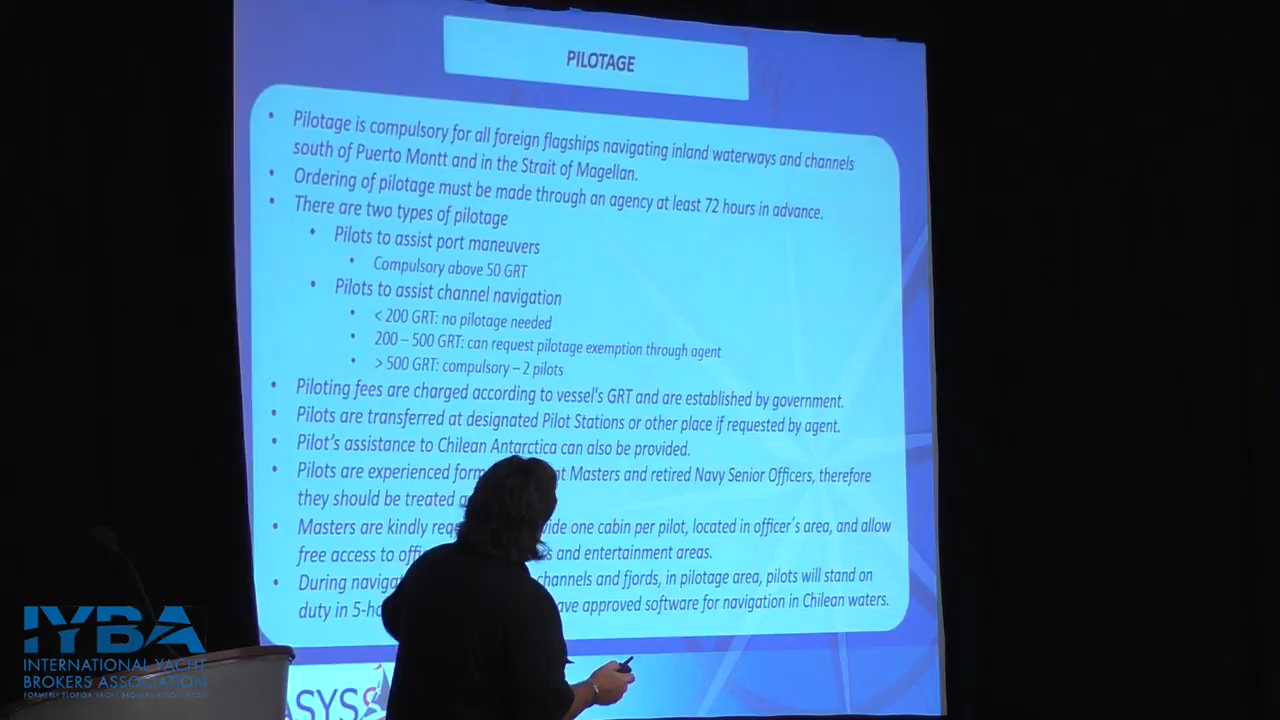 PILOTAGE
• Pilotage is compulsory for all foreign flagships navigating inland waterways and channels
south of Puerto Montt and in the Strait of Magellan.
• Ordering of pilotage must be made through an agency at least 72 hours in advance.
• There are two types of pilotage
• Pilots to assist port maneuvers
• Compulsory above 50 GRT
• Pilots to assist channel navigation
• < 200 GRT: no pilotage needed
• 200 – 500 GRT: can request pilotage exemption through agent
• > 500 GRT: compulsory – 2 pilots
• Piloting fees are charged according to vessel's GRT and are established by government.
• Pilots are transferred at designated Pilot Stations or other place if requested by agent.
• Pilot's assistance to Chilean Antarctica can also be provided.
• Pilots are experienced Masters and retired Navy Senior Officers, therefore
they should be treated
• Masters are kindly one cabin per pilot, located in officer´s area, and allow
free access to and entertainment areas.
• During channels and fjords, in pilotage area, pilots will stand on
duty in approved software for navigation in Chilean waters.
IYBA
INTERNATIONAL YACHT
BROKERS ASSOCIATION
FORMERLY FLORIDA YACHT BROKERS ASSOCIATION